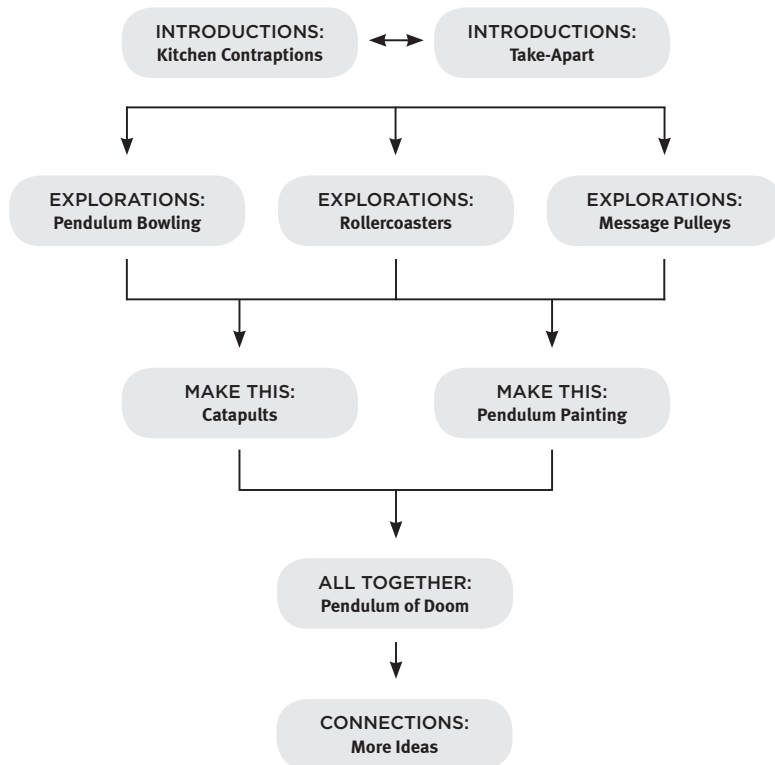 INTRODUCTIONS:
Kitchen Contraptions
INTRODUCTIONS:
Take-Apart
EXPLORATIONS:
Pendulum Bowling
EXPLORATIONS:
Rollercoasters
EXPLORATIONS:
Message Pulleys
MAKE THIS:
Catapults
MAKE THIS:
Pendulum Painting
ALL TOGETHER:
Pendulum of Doom
CONNECTIONS:
More Ideas